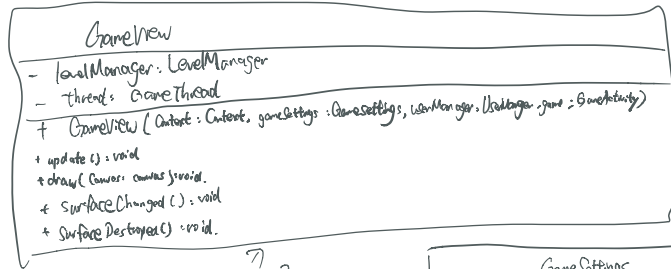 GameView
- levelManager: LevelManager
- thread: GameThread
+ GameView (Context: Context, gameSettings: GameSettings, userManager: UserManager, game: GameActivity)
+ update(): void
+ draw(Canvas: canvas): void.
+ surfaceChanged(): void
+ SurfaceDestroyed(): void.
GameSettings